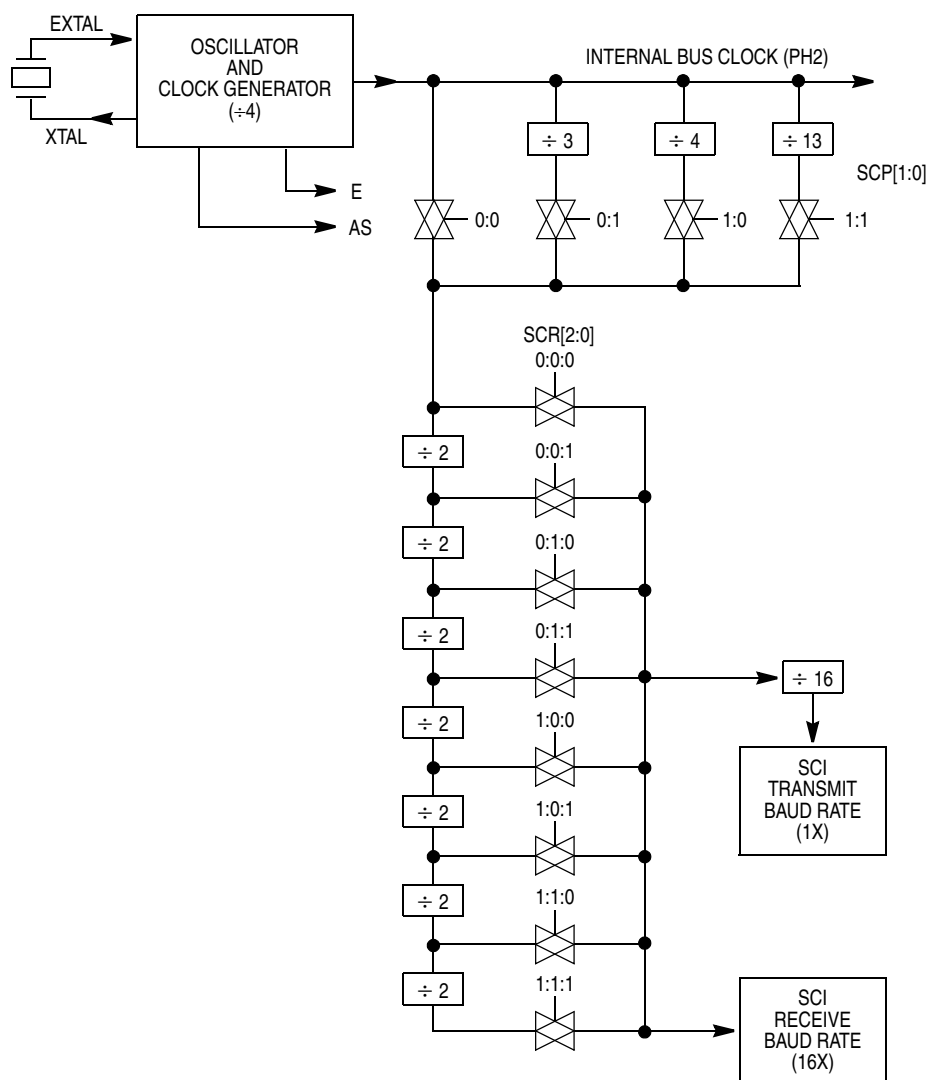 EXTAL
OSCILLATOR
AND
CLOCK GENERATOR
(÷4)
XTAL
INTERNAL BUS CLOCK (PH2)
÷ 3
÷ 4
÷ 13
SCP[1:0]
E
AS
0:0
0:1
1:0
1:1
SCR[2:0]
0:0:0
÷ 2
0:0:1
÷ 2
0:1:0
÷ 2
0:1:1
÷ 16
÷ 2
1:0:0
SCI
TRANSMIT
BAUD RATE
(1X)
÷ 2
1:0:1
÷ 2
1:1:0
÷ 2
1:1:1
SCI
RECEIVE
BAUD RATE
(16X)